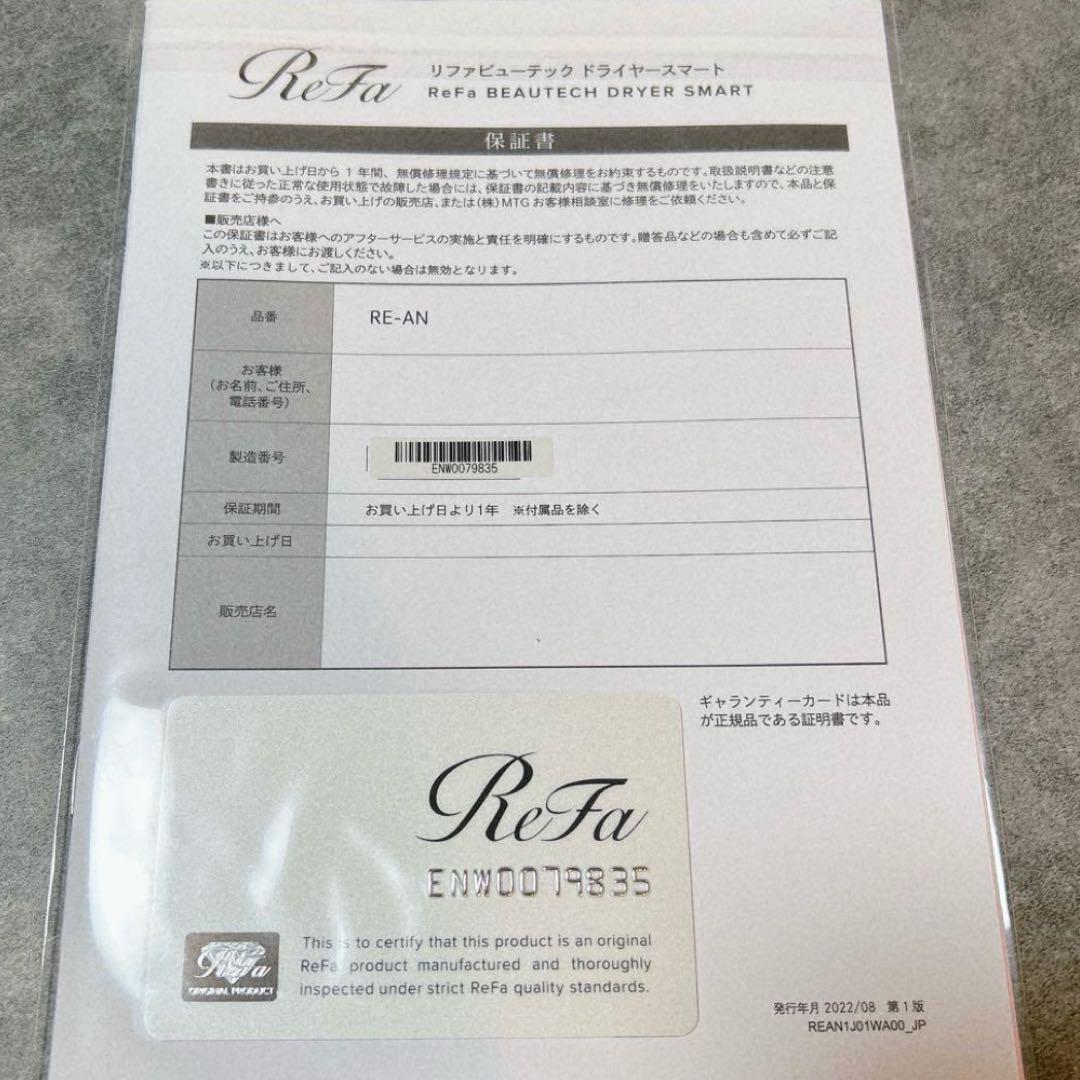 ReFa
リファビューテック ドライヤースマート
ReFa BEAUTECH DRYER SMART
保証書
本書はお買い上げ日から 1 年間、無償修理規定に基づいて無償修理をお約束するものです。取扱説明書などの注意
書きに従った正常な使用状態で故障した場合には、保証書の記載内容に基づき無償修理をいたしますので、本品と保
証書をご持参のうえ、お買い上げの販売店、または(株)MTG お客様相談室に修理をご依頼ください。
■販売店様へ
この保証書はお客様へのアフターサービスの実施と責任を明確にするものです。贈答品などの場合も含めて必ずご記
入のうえ、お客様にお渡しください。
※以下につきまして、ご記入のない場合は無効となります。
品番
RE-AN
お客様
(お名前、ご住所、
電話番号)
製造番号
ENW0079835
保証期間
お買い上げ日より1年 ※付属品を除く
お買い上げ日
販売店名
ギャランティーカードは本品
が正規品である証明書です。
ReFa
ENW0079835
This is to certify that this product is an original
ReFa product manufactured and thoroughly
inspected under strict ReFa quality standards.
ReFa
ORIGINAL PRODUCT
発行年月 2022/08 第1版
REAN1J01WA00_JP